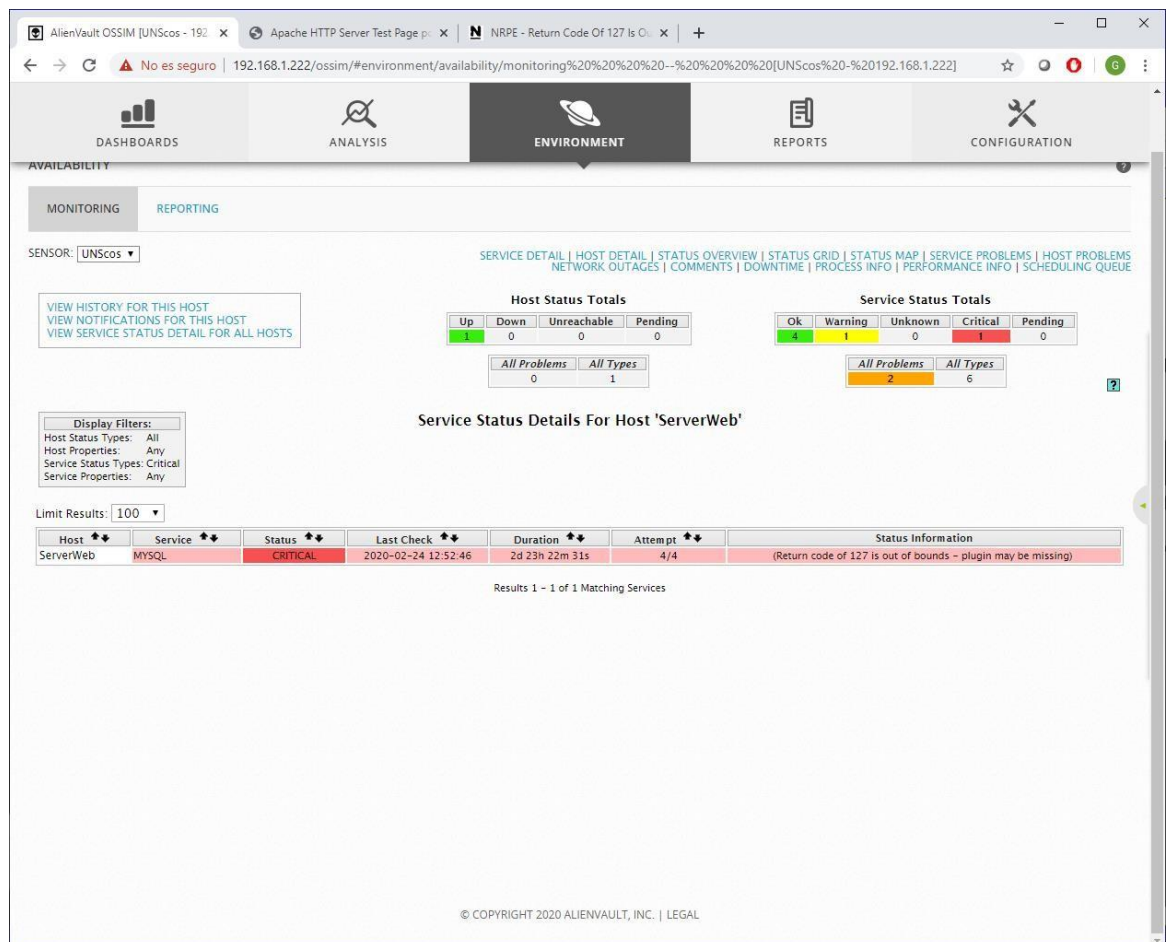 AlienVault OSSIM [UNScos - 192
Apache HTTP Server Test Page p
NRPE - Return Code Of 127 Is O
No es seguro | 192.168.1.222/ossim/#environment/availability/monitoring%20%20%20%20--%20%20%20%20[UNScos%20-%20192.168.1.222]
G
DASHBOARDS ANALYSIS ENVIRONMENT REPORTS CONFIGURATION
AVAILABILITY
MONITORING REPORTING
SENSOR: UNScos
SERVICE DETAIL | HOST DETAIL | STATUS OVERVIEW | STATUS GRID | STATUS MAP | SERVICE PROBLEMS | HOST PROBLEMS
NETWORK OUTAGES | COMMENTS | DOWNTIME | PROCESS INFO | PERFORMANCE INFO | SCHEDULING QUEUE
VIEW HISTORY FOR THIS HOST
VIEW NOTIFICATIONS FOR THIS HOST
VIEW SERVICE STATUS DETAIL FOR ALL HOSTS
Host Status Totals
Up Down Unreachable Pending
1 0 0 0
All Problems All Types
0 1
Service Status Totals
Ok Warning Unknown Critical Pending
4 1 0 1 0
All Problems All Types
2 6
?
Display Filters:
Host Status Types: All
Host Properties: Any
Service Status Types: Critical
Service Properties: Any
Service Status Details For Host 'ServerWeb'
Limit Results: 100
Host Service Status Last Check Duration Attempt Status Information
ServerWeb MYSQL CRITICAL 2020-02-24 12:52:46 2d 23h 22m 31s 4/4 (Return code of 127 is out of bounds - plugin may be missing)
Results 1 - 1 of 1 Matching Services
© COPYRIGHT 2020 ALIENVAULT, INC. | LEGAL